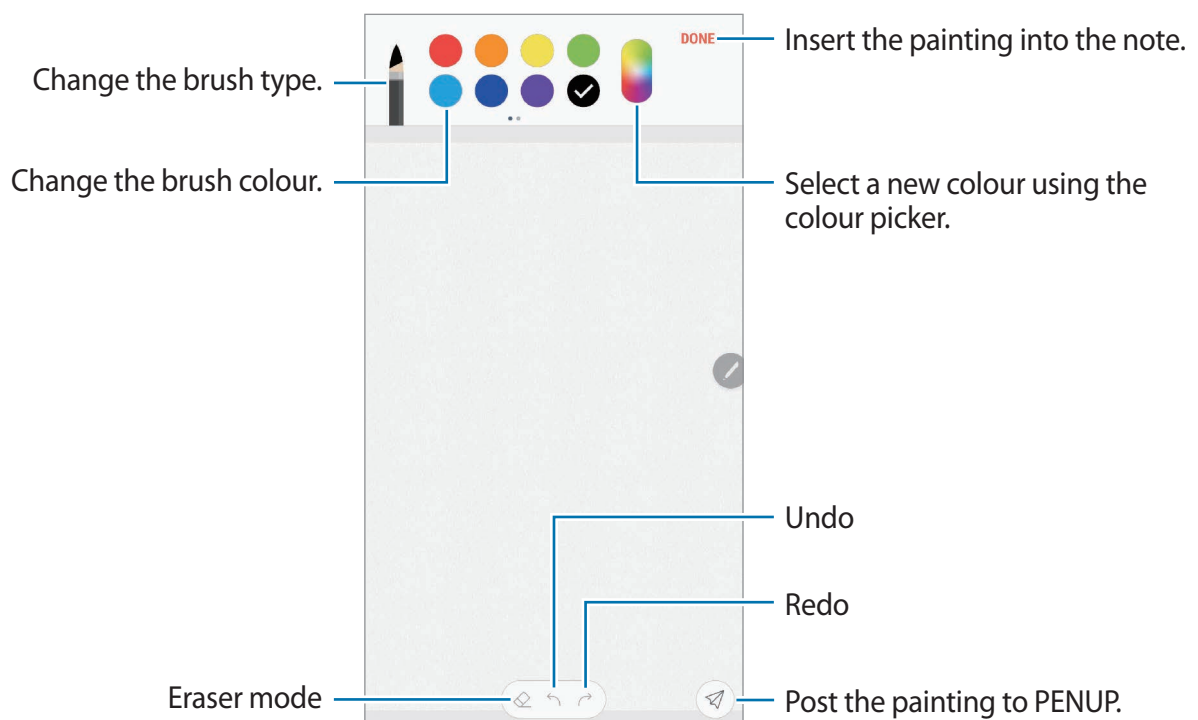 DONE
Insert the painting into the note.
Change the brush type.
Change the brush colour.
Select a new colour using the
colour picker.
Undo
Redo
Eraser mode
Post the painting to PENUP.